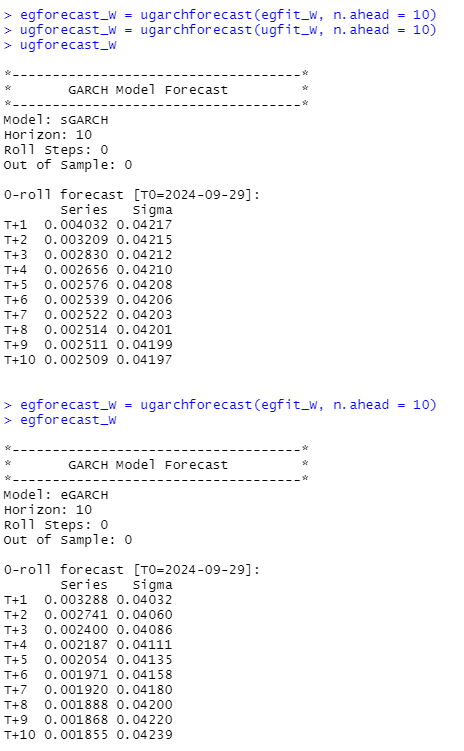 > egforecast_W = ugarchforecast(egfit_W, n.ahead = 10)
> ugforecast_W = ugarchforecast(ugfit_W, n.ahead = 10)
> ugforecast_W
*------------------------------------*
*       GARCH Model Forecast         *
*------------------------------------*
Model: sGARCH
Horizon: 10
Roll Steps: 0
Out of Sample: 0
0-roll forecast [T0=2024-09-29]:
       Series   Sigma
T+1  0.004032 0.04217
T+2  0.003209 0.04215
T+3  0.002830 0.04212
T+4  0.002656 0.04210
T+5  0.002576 0.04208
T+6  0.002539 0.04206
T+7  0.002522 0.04203
T+8  0.002514 0.04201
T+9  0.002511 0.04199
T+10 0.002509 0.04197
> egforecast_W = ugarchforecast(egfit_W, n.ahead = 10)
> egforecast_W
*------------------------------------*
*       GARCH Model Forecast         *
*------------------------------------*
Model: eGARCH
Horizon: 10
Roll Steps: 0
Out of Sample: 0
0-roll forecast [T0=2024-09-29]:
       Series   Sigma
T+1  0.003288 0.04032
T+2  0.002741 0.04060
T+3  0.002400 0.04086
T+4  0.002187 0.04111
T+5  0.002054 0.04135
T+6  0.001971 0.04158
T+7  0.001920 0.04180
T+8  0.001888 0.04200
T+9  0.001868 0.04220
T+10 0.001855 0.04239